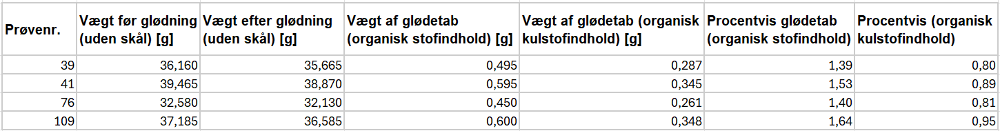 Prøvenr. Vægt før glødning (uden skål) [g] Vægt efter glødning (uden skål) [g] Vægt af glødetab (organisk stofindhold) [g] Vægt af glødetab (organisk kulstofindhold) [g] Procentvis glødetab (organisk stofindhold) Procentvis (organisk kulstofindhold)
39 36,160 35,665 0,495 0,287 1,39 0,80
41 39,465 38,870 0,595 0,345 1,53 0,89
76 32,580 32,130 0,450 0,261 1,40 0,81
109 37,185 36,585 0,600 0,348 1,64 0,95